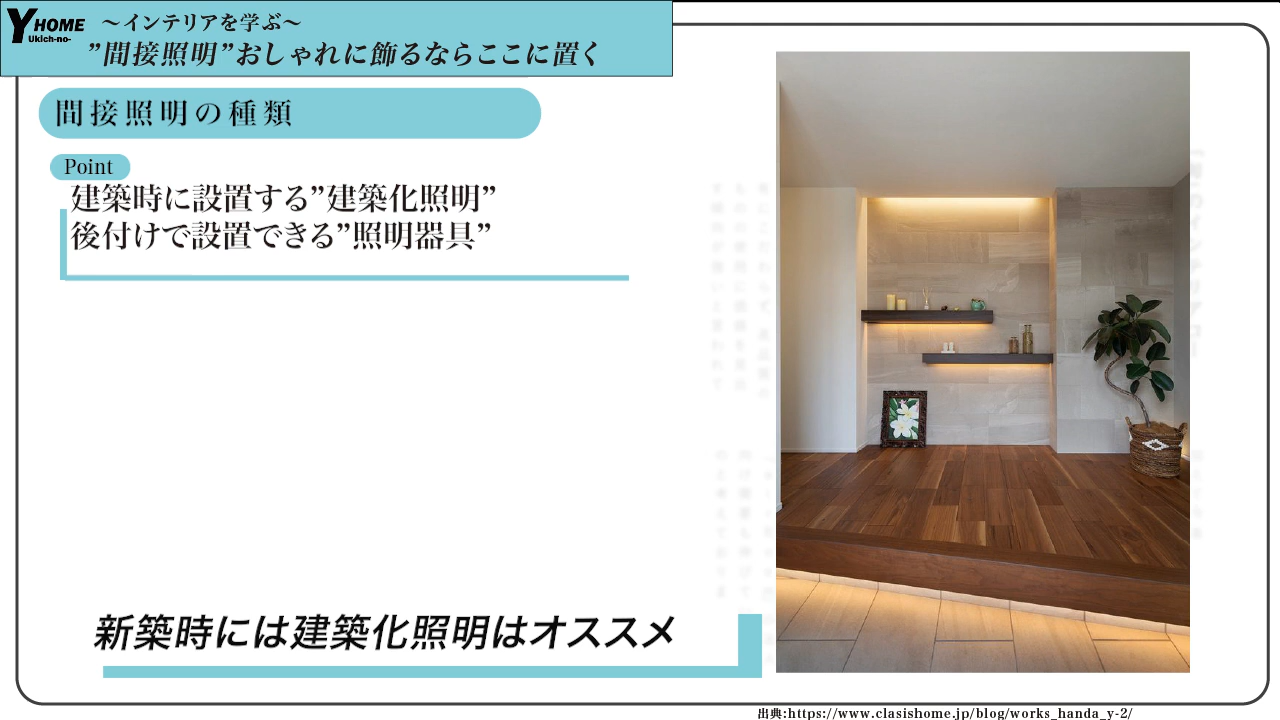 YHOME
Ukich-no-
～インテリアを学ぶ～
”間接照明”おしゃれに飾るならここに置く
間接照明の種類
Point
建築時に設置する”建築化照明”
後付けで設置できる”照明器具”
新築時には建築化照明はオススメ
出典:https://www.clasishome.jp/blog/works_handa_y-2/